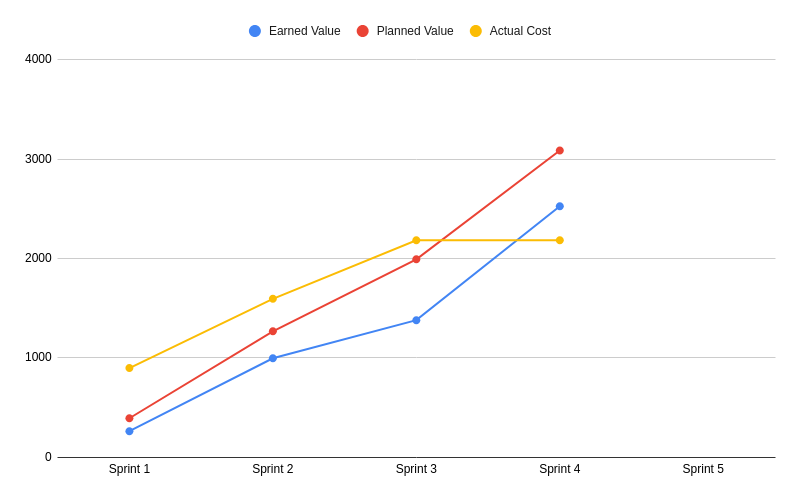 Earned Value Planned Value Actual Cost
4000
3000
2000
1000
0
Sprint 1 Sprint 2 Sprint 3 Sprint 4 Sprint 5